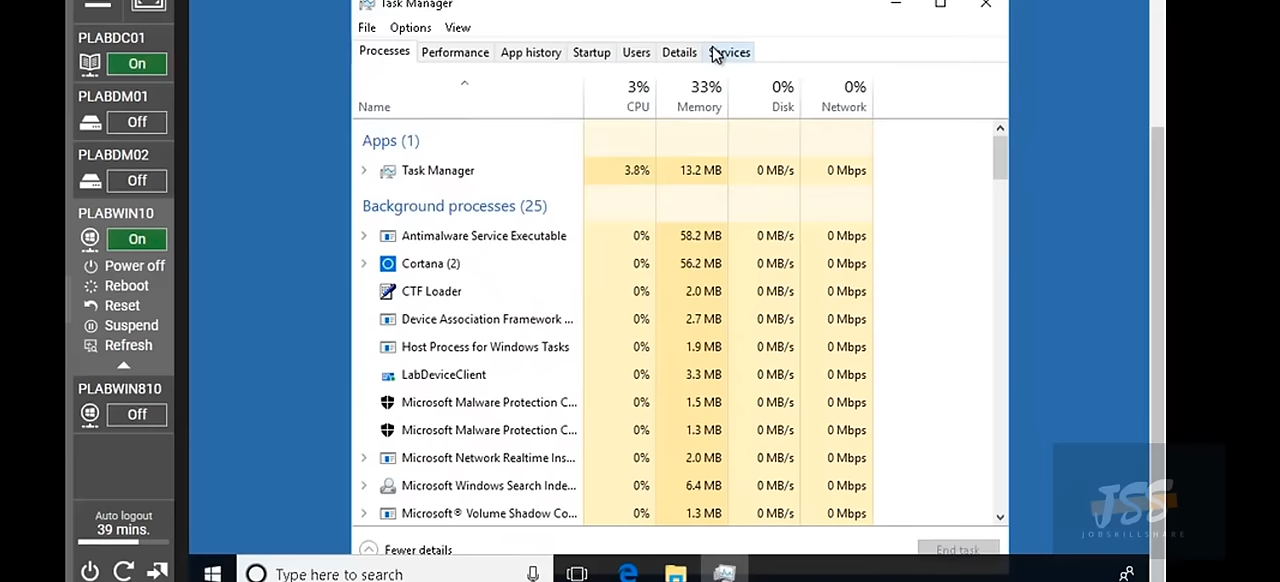 Task Manager
File Options View
Processes Performance App history Startup Users Details Services
3% 33% 0% 0%
Name CPU Memory Disk Network
Apps (1)
Task Manager 3.8% 13.2 MB 0 MB/s 0 Mbps
Background processes (25)
Antimalware Service Executable 0% 58.2 MB 0 MB/s 0 Mbps
Cortana (2) 0% 56.2 MB 0 MB/s 0 Mbps
CTF Loader 0% 2.0 MB 0 MB/s 0 Mbps
Device Association Framework ... 0% 2.7 MB 0 MB/s 0 Mbps
Host Process for Windows Tasks 0% 1.9 MB 0 MB/s 0 Mbps
LabDeviceClient 0% 3.3 MB 0 MB/s 0 Mbps
Microsoft Malware Protection C... 0% 1.5 MB 0 MB/s 0 Mbps
Microsoft Malware Protection C... 0% 1.3 MB 0 MB/s 0 Mbps
Microsoft Network Realtime Ins... 0% 2.0 MB 0 MB/s 0 Mbps
Microsoft Windows Search Inde... 0% 6.4 MB 0 MB/s 0 Mbps
Microsoft® Volume Shadow Co... 0% 1.3 MB 0 MB/s 0 Mbps
Fewer details End task
Type here to search
PLABDC01
On
PLABDM01
Off
PLABDM02
Off
PLABWIN10
On
Power off
Reboot
Reset
Suspend
Refresh
PLABWIN810
Off
Auto logout
39 mins.
JSS
JOBSKILLSHARE